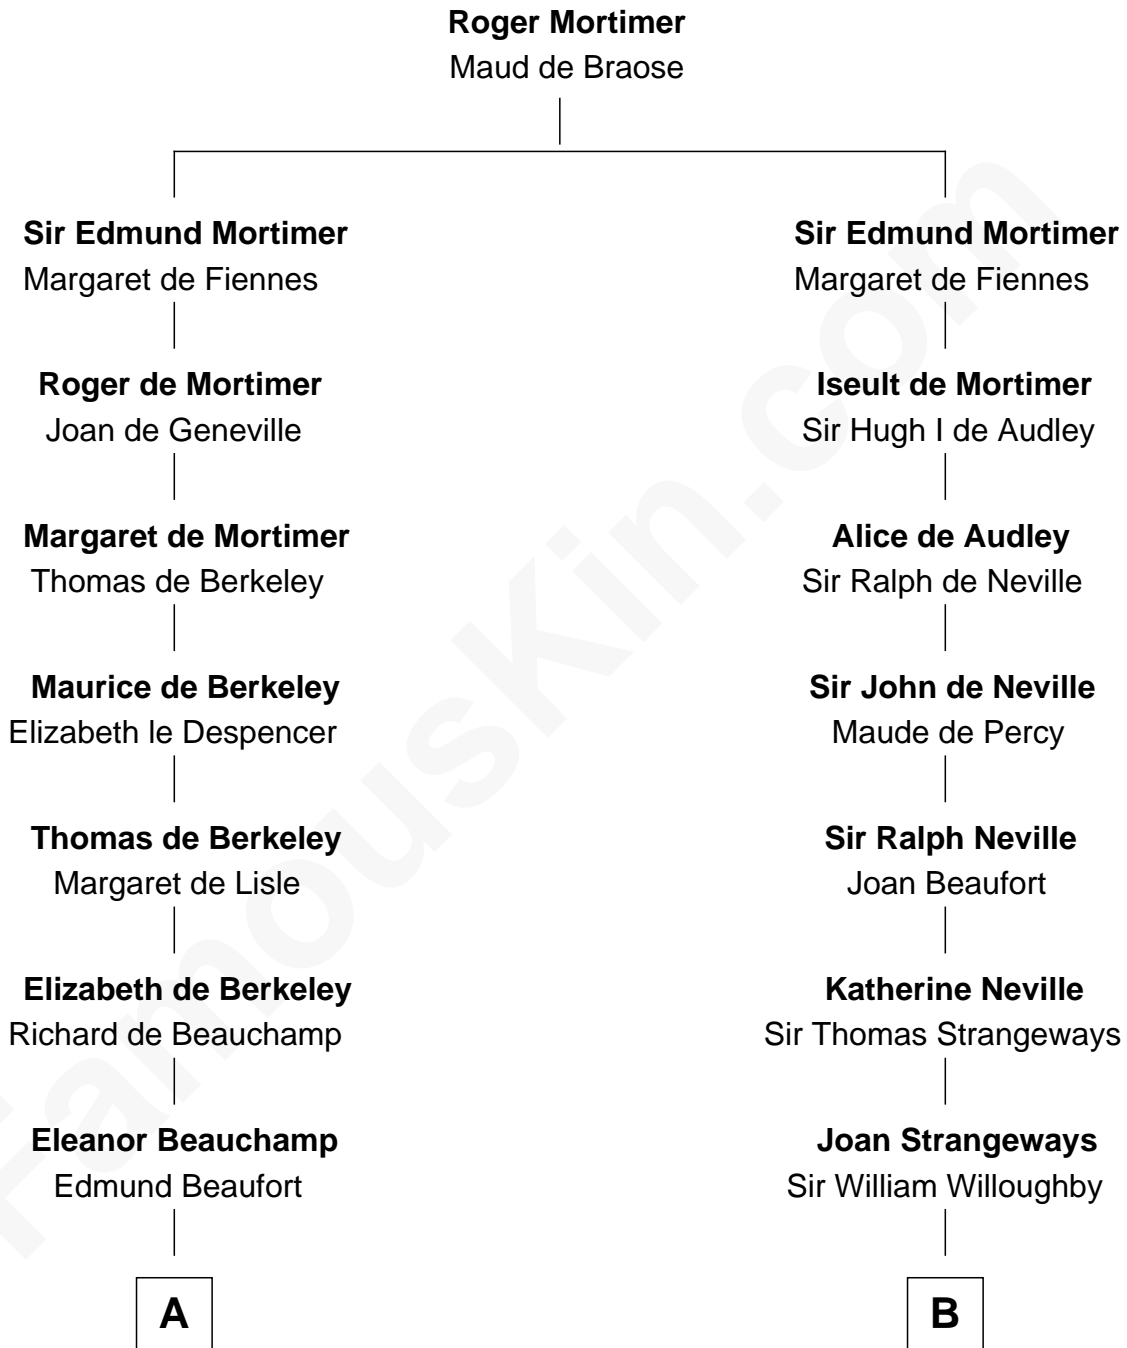 Roger Mortimer
Maud de Braose
Sir Edmund Mortimer
Margaret de Fiennes
Roger de Mortimer
Joan de Geneville
Margaret de Mortimer
Thomas de Berkeley
Maurice de Berkeley
Elizabeth le Despencer
Thomas de Berkeley
Margaret de Lisle
Elizabeth de Berkeley
Richard de Beauchamp
Eleanor Beauchamp
Edmund Beaufort
A
Sir Edmund Mortimer
Margaret de Fiennes
Iseult de Mortimer
Sir Hugh I de Audley
Alice de Audley
Sir Ralph de Neville
Sir John de Neville
Maude de Percy
Sir Ralph Neville
Joan Beaufort
Katherine Neville
Sir Thomas Strangeways
Joan Strangeways
Sir William Willoughby
B
FamousKin.com